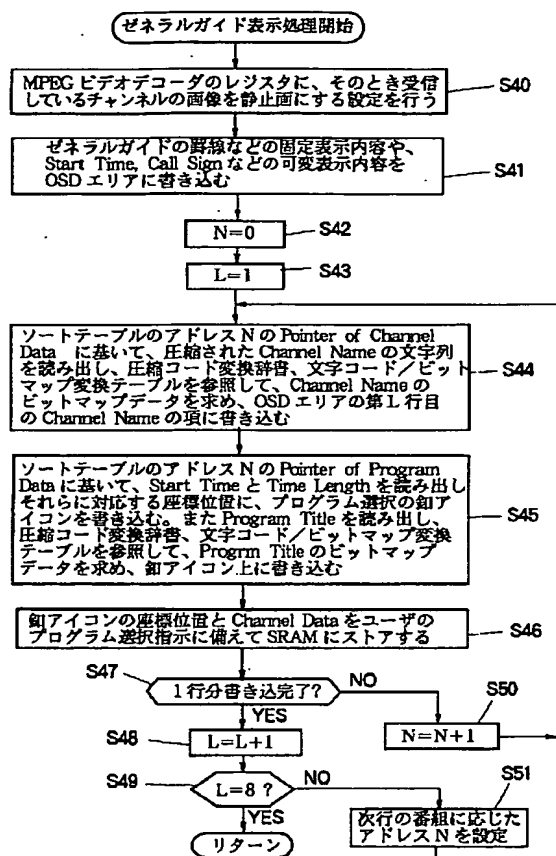 ゼネラルガイド表示処理開始
MPEG ビデオデコーダのレジスタに、そのとき受信
しているチャンネルの画像を静止画にする設定を行う
S40
ゼネラルガイドの罫線などの固定表示内容や、
Start Time, Call Sign などの可変表示内容を
OSD エリアに書き込む
S41
N=0
S42
L=1
S43
ソートテーブルのアドレス N の Pointer of Channel
Data に基いて、圧縮された Channel Name の文字列
を読み出し、圧縮コード変換辞書、文字コード/ビット
マップ変換テーブルを参照して、Channel Name の
ビットマップデータを求め、OSD エリアの第 L 行目
の Channel Name の項に書き込む
S44
ソートテーブルのアドレス N の Pointer of Program
Data に基いて、Start Time と Time Length を読み出し
それらに対応する座標位置に、プログラム選択の釦ア
イコンを書き込む。また Program Title を読み出し、
圧縮コード変換辞書、文字コード/ビットマップ変換
テーブルを参照して、Progrm Title のビットマップ
データを求め、釦アイコン上に書き込む
S45
釦アイコンの座標位置と Channel Data をユーザの
プログラム選択指示に備えて SRAM にストアする
S46
S47
1 行分書き込完了?
NO
YES
S50
N=N+1
S48
L=L+1
S49
L=8 ?
NO
YES
S51
次行の番組に応じた
アドレス N を設定
リターン